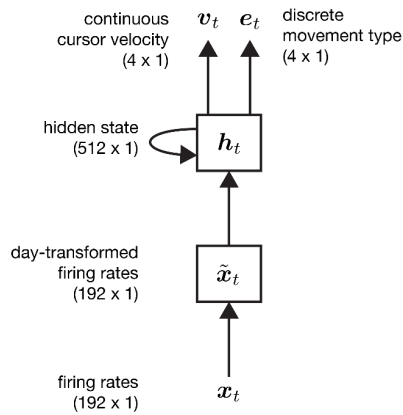 continuous
cursor velocity
(4 x 1)
v_t
e_t
discrete
movement type
(4 x 1)
hidden state
(512 x 1)
h_t
day-transformed
firing rates
(192 x 1)
x̃_t
firing rates
(192 x 1)
x_t